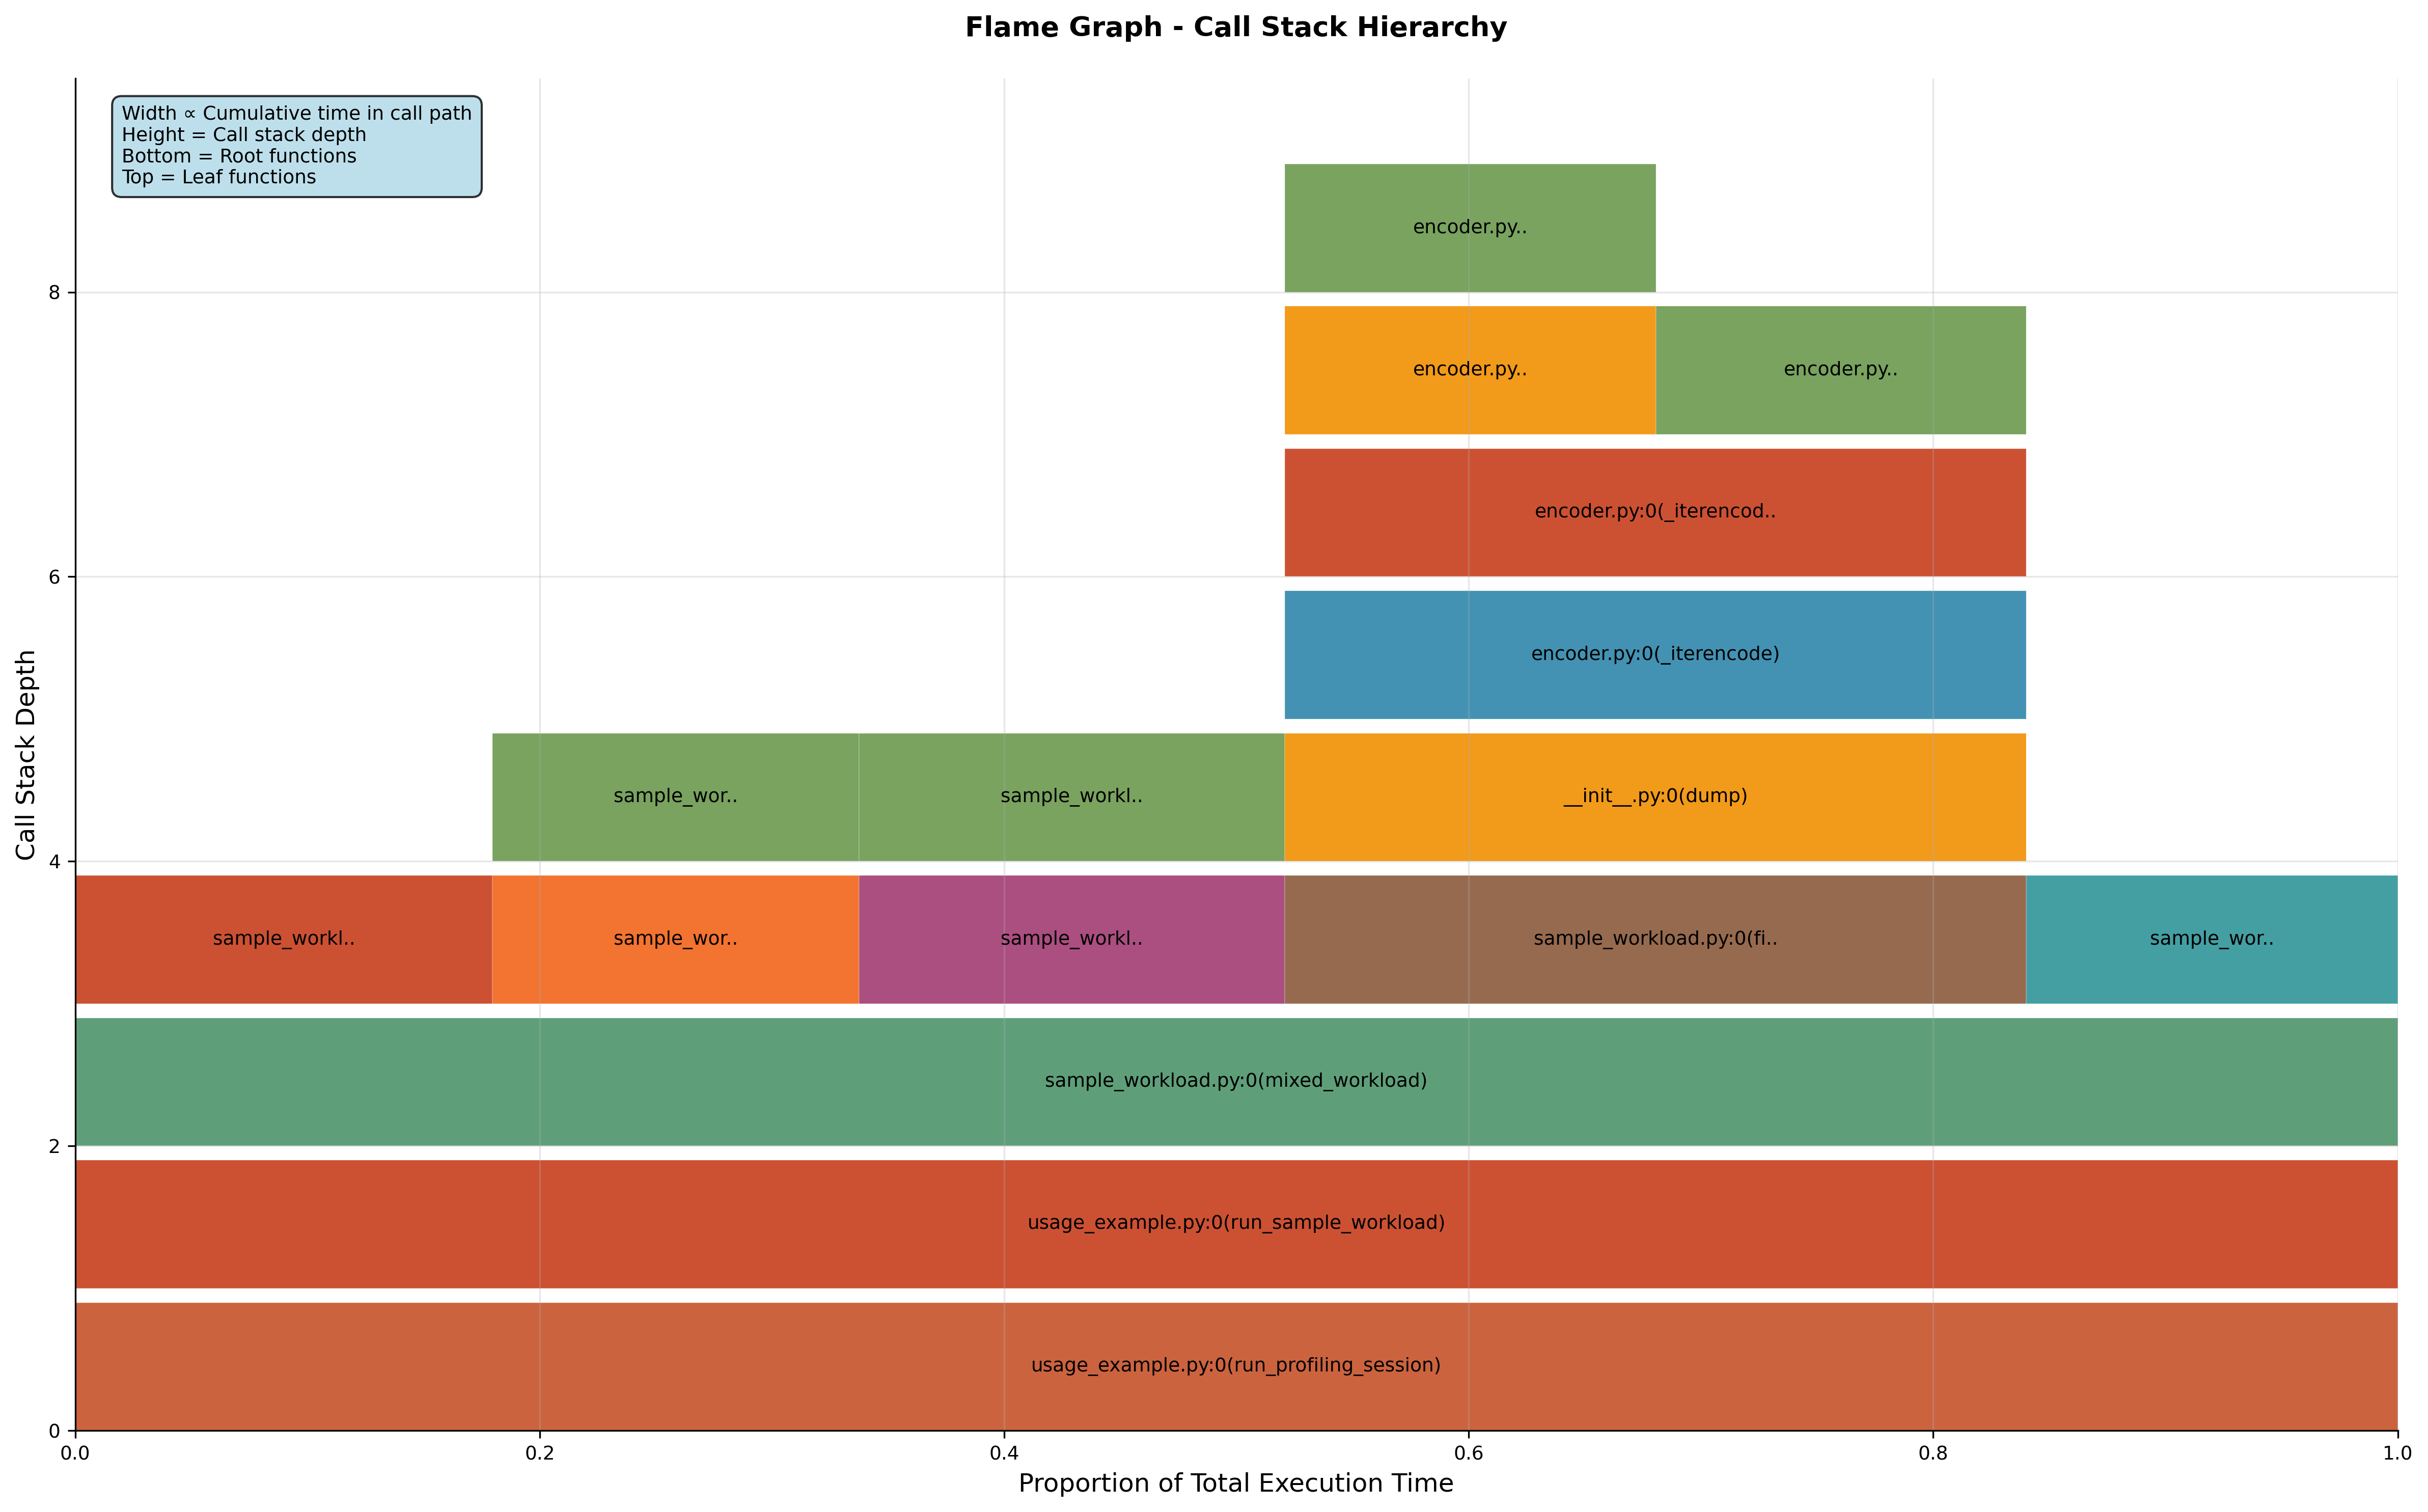 Flame Graph - Call Stack Hierarchy
Width ∝ Cumulative time in call path
Height = Call stack depth
Bottom = Root functions
Top = Leaf functions
encoder.py..
8
encoder.py.. encoder.py..
encoder.py:0(_iterencod..
6
encoder.py:0(_iterencode)
Call Stack Depth
sample_wor.. sample_workl.. __init__.py:0(dump)
4
sample_workl.. sample_wor.. sample_workl.. sample_workload.py:0(fi.. sample_wor..
sample_workload.py:0(mixed_workload)
2
usage_example.py:0(run_sample_workload)
usage_example.py:0(run_profiling_session)
0
0.0 0.2 0.4 0.6 0.8 1.0
Proportion of Total Execution Time